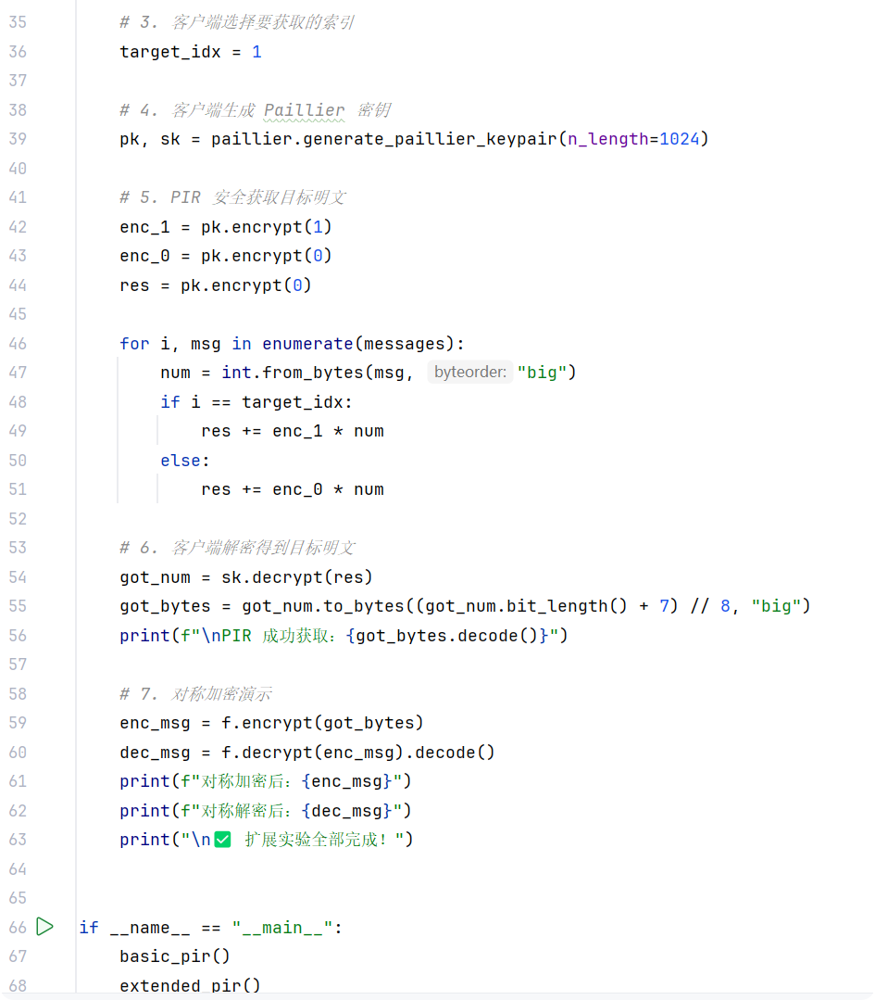 35 # 3. 客户端选择要获取的索引
36 target_idx = 1
37
38 # 4. 客户端生成 Paillier 密钥
39 pk, sk = paillier.generate_paillier_keypair(n_length=1024)
40
41 # 5. PIR 安全获取目标明文
42 enc_1 = pk.encrypt(1)
43 enc_0 = pk.encrypt(0)
44 res = pk.encrypt(0)
45
46 for i, msg in enumerate(messages):
47 num = int.from_bytes(msg, byteorder: "big")
48 if i == target_idx:
49 res += enc_1 * num
50 else:
51 res += enc_0 * num
52
53 # 6. 客户端解密得到目标明文
54 got_num = sk.decrypt(res)
55 got_bytes = got_num.to_bytes((got_num.bit_length() + 7) // 8, "big")
56 print(f"\nPIR 成功获取：{got_bytes.decode()}")
57
58 # 7. 对称加密演示
59 enc_msg = f.encrypt(got_bytes)
60 dec_msg = f.decrypt(enc_msg).decode()
61 print(f"对称加密后：{enc_msg}")
62 print(f"对称解密后：{dec_msg}")
63 print("\n✅ 扩展实验全部完成！")
64
65
66 if __name__ == "__main__":
67 basic_pir()
68 extended_pir()